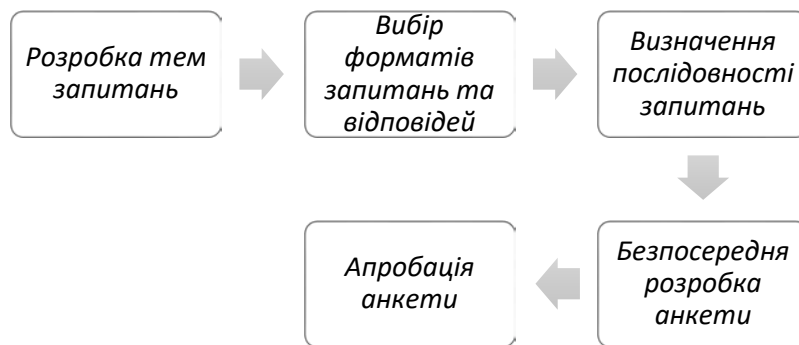 Розробка тем
запитань
Вибір
форматів
запитань та
відповідей
Визначення
послідовності
запитань
Безпосередня
розробка
анкети
Апробація
анкети